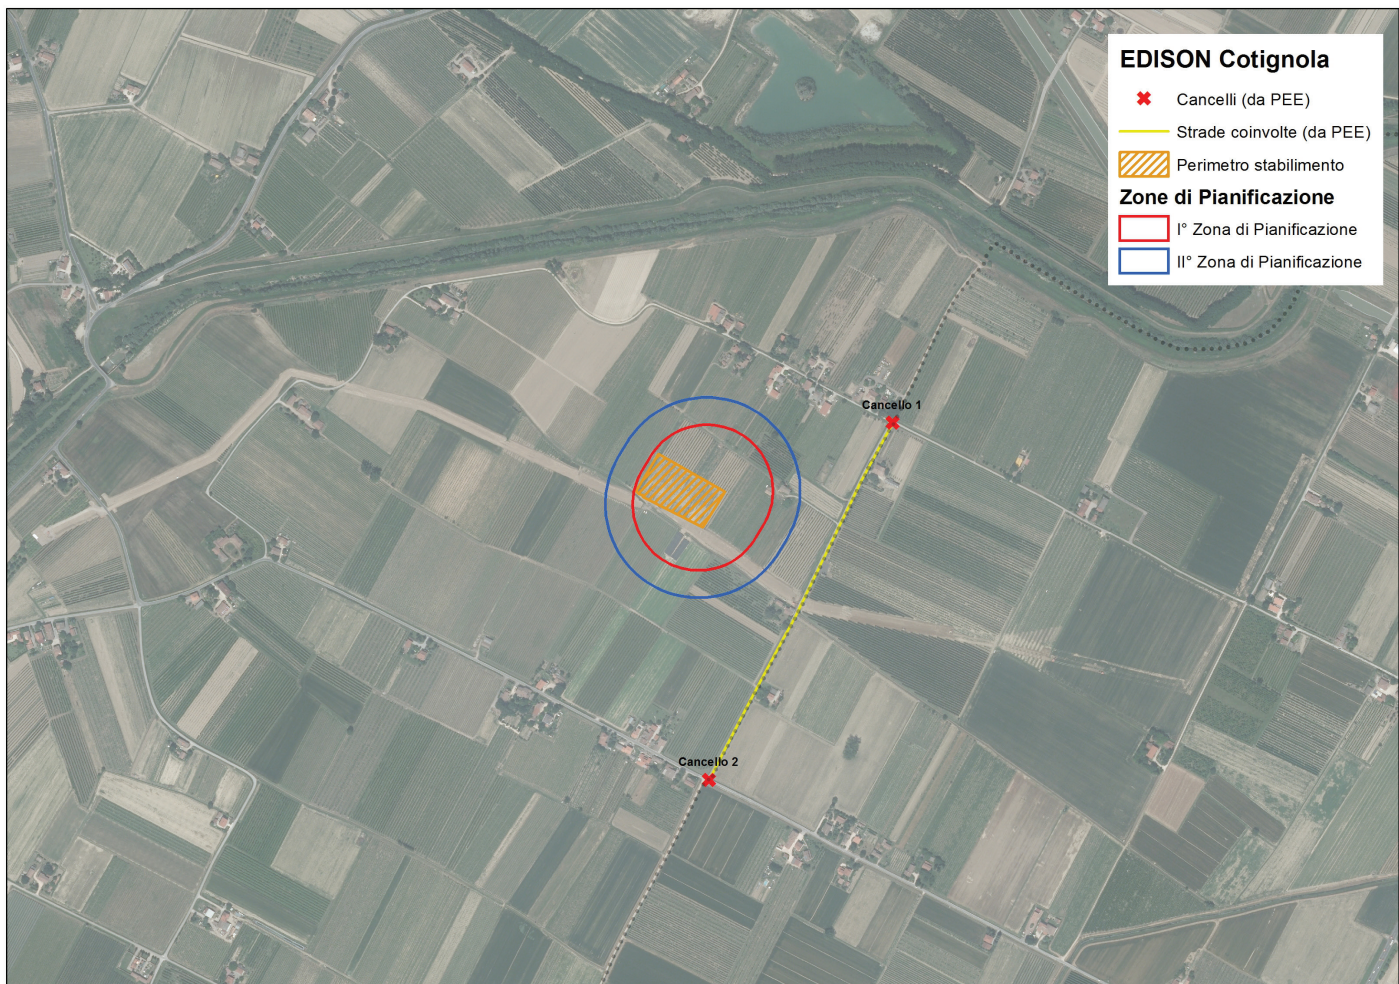 EDISON Cotignola
Cancelli (da PEE)
Strade coinvolte (da PEE)
Perimetro stabilimento
Zone di Pianificazione
I° Zona di Pianificazione
II° Zona di Pianificazione
Cancello 1
Cancello 2